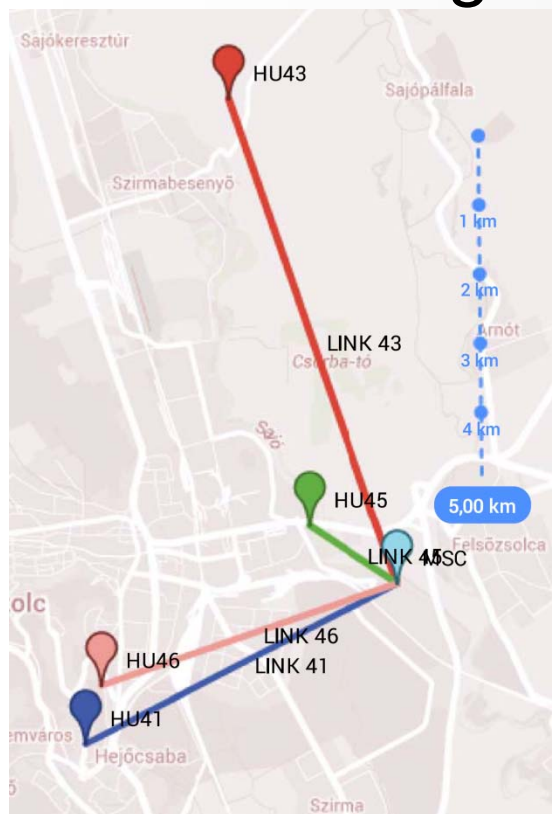 Sajókeresztúr
HU43
Sajópálfala
Szirmabesenyő
1 km
2 km
LINK 43
Arnót
Csorba-tó
3 km
4 km
Sajó
HU45
5,00 km
Felsőzsolca
LINK 45
MSC
olc
LINK 46
HU46
LINK 41
HU41
emváros
Hejőcsaba
Szirma